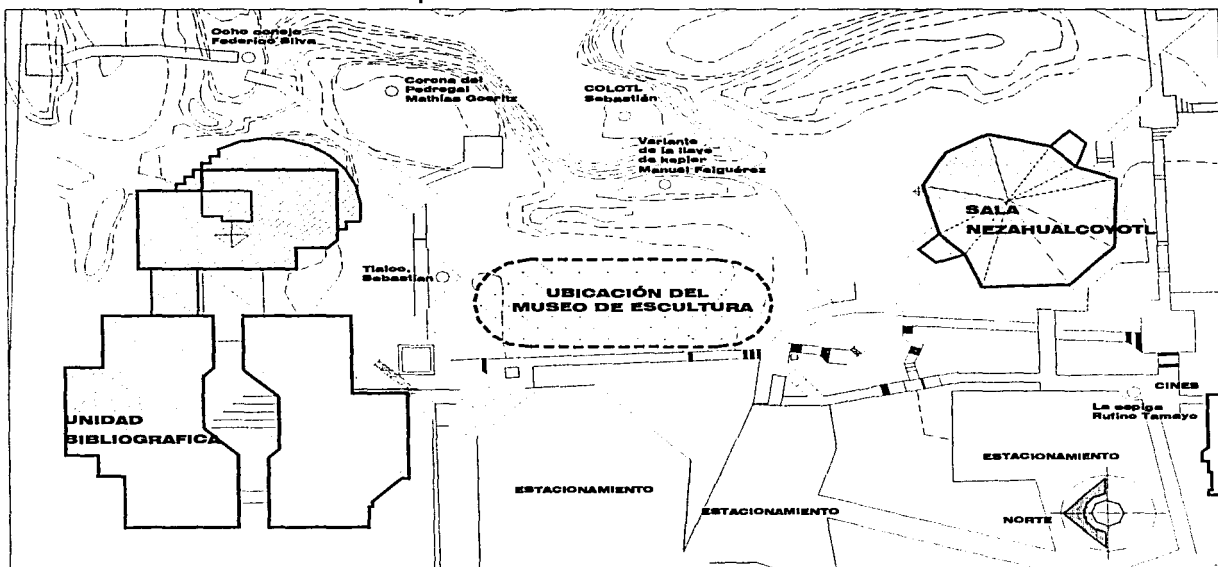 Ocho conejo
Federico Silva
Corona del
Pedregal
Mathias Goeritz
COLOTL
Sebastián
Variante
de la llave
de kepler
Manuel Felguérez
SALA
NEZAHUALCOYOTL
Tlaloc,
Sebastian
UBICACIÓN DEL
MUSEO DE ESCULTURA
UNIDAD
BIBLIOGRAFICA
CINES
La espiga
Rufino Tamayo
ESTACIONAMIENTO
ESTACIONAMIENTO
ESTACIONAMIENTO
NORTE